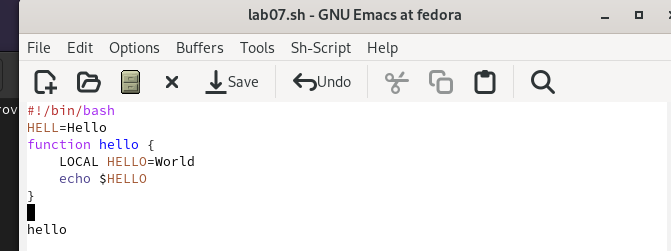 lab07.sh - GNU Emacs at fedora
File Edit Options Buffers Tools Sh-Script Help
Save Undo
#!/bin/bash
HELL=Hello
function hello {
    LOCAL HELLO=World
    echo $HELLO
}
hello